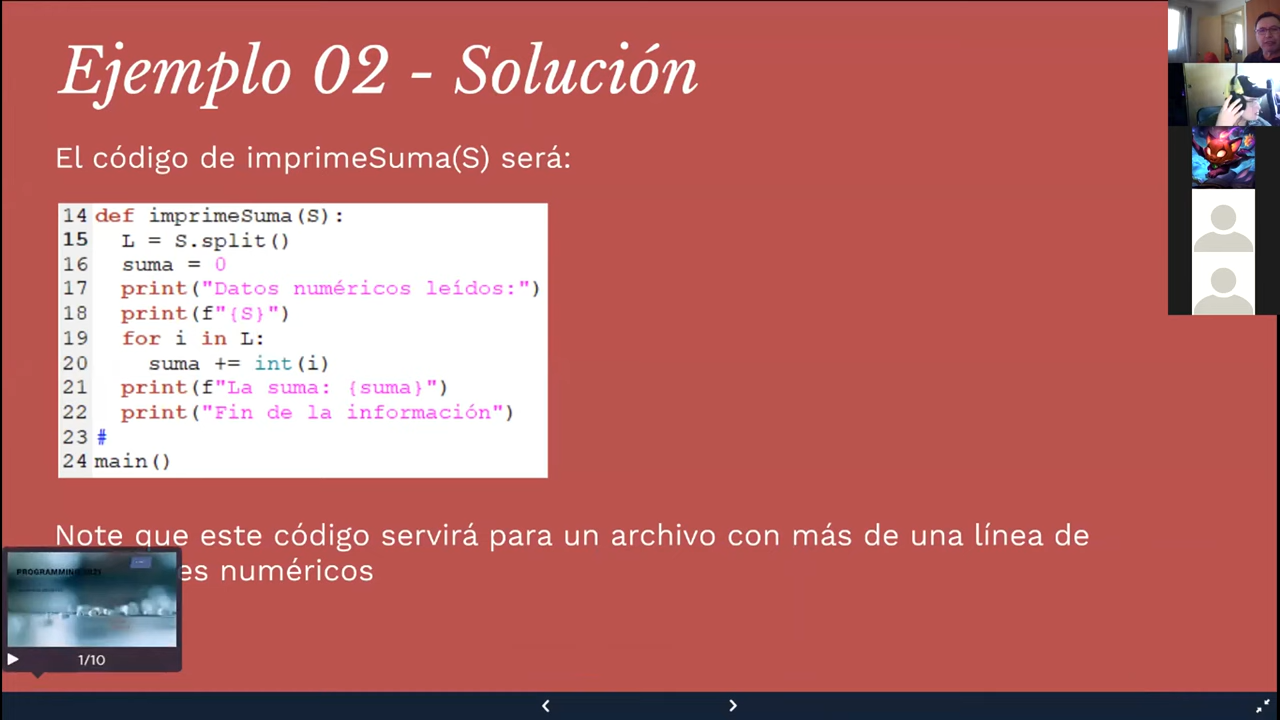 Ejemplo 02 - Solución
El código de imprimeSuma(S) será:
14 def imprimeSuma(S):
15 L = S.split()
16 suma = 0
17 print("Datos numéricos leídos:")
18 print(f"{S}")
19 for i in L:
20 suma += int(i)
21 print(f"La suma: {suma}")
22 print("Fin de la información")
23 #
24 main()
Note que este código servirá para un archivo con más de una línea de
es numéricos
PROGRAMMING 2021
1/10